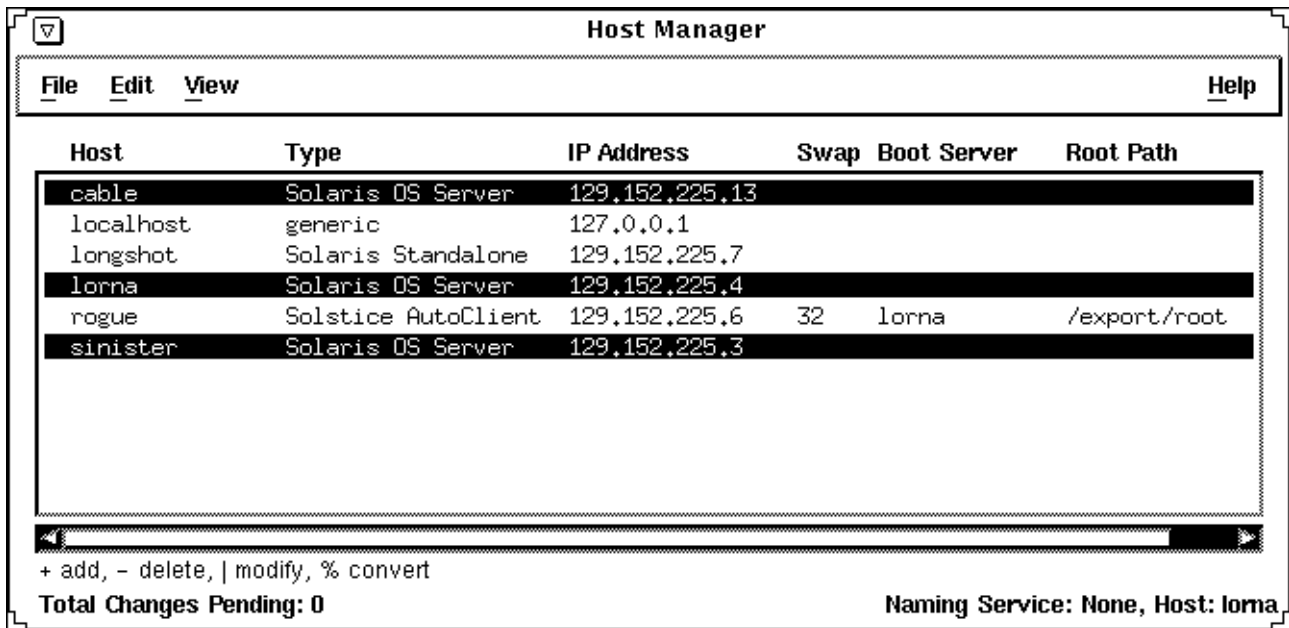 Host Manager
File Edit View Help
Host Type IP Address Swap Boot Server Root Path
cable Solaris OS Server 129.152.225.13
localhost generic 127.0.0.1
longshot Solaris Standalone 129.152.225.7
lorna Solaris OS Server 129.152.225.4
rogue Solstice AutoClient 129.152.225.6 32 lorna /export/root
sinister Solaris OS Server 129.152.225.3
+ add, – delete, | modify, % convert
Total Changes Pending: 0 Naming Service: None, Host: lorna